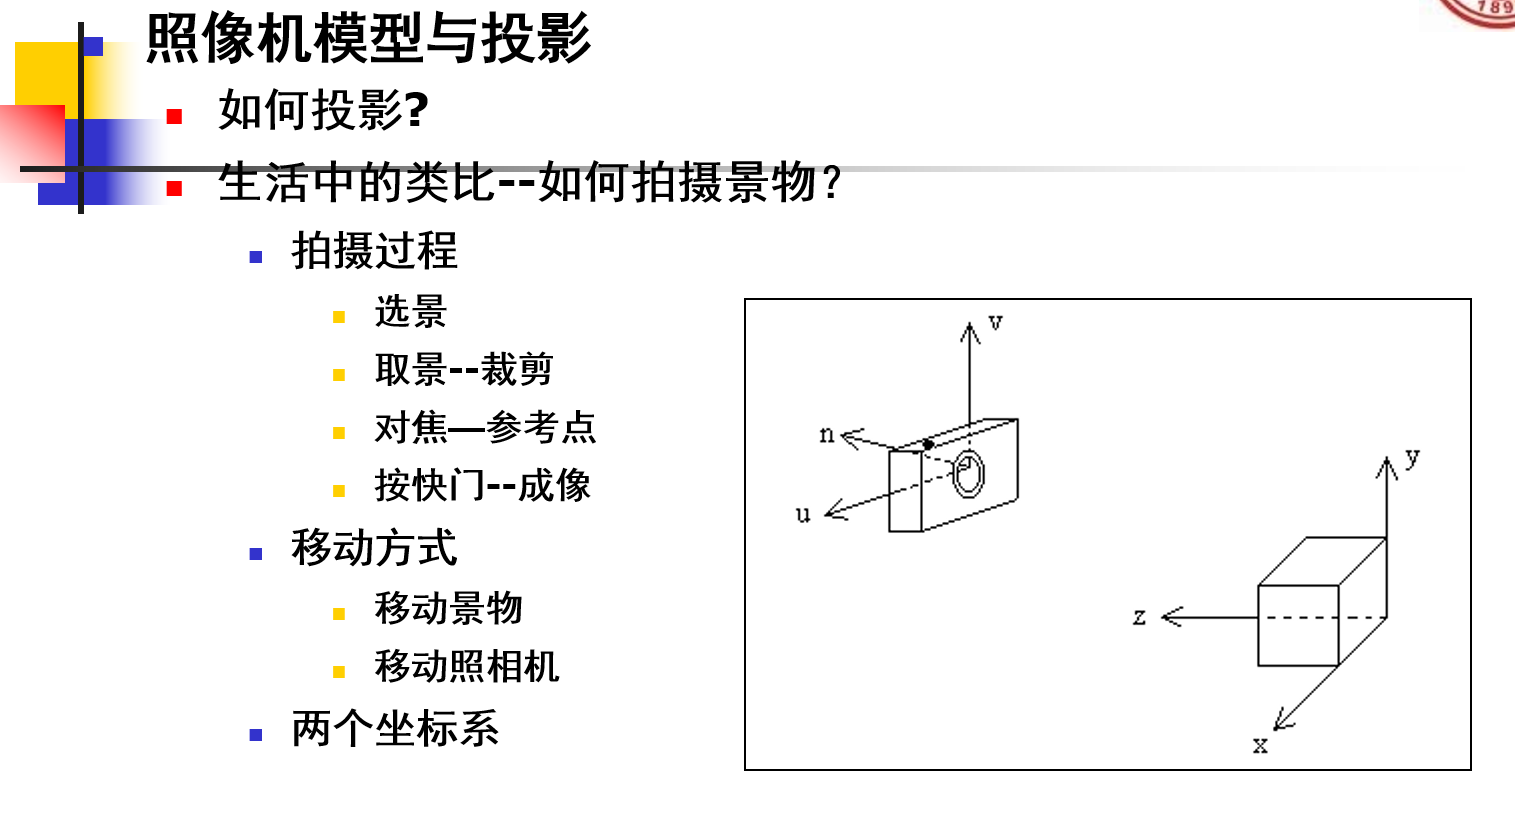 照像机模型与投影
如何投影?
生活中的类比--如何拍摄景物?
拍摄过程
选景
取景--裁剪
对焦—参考点
按快门--成像
移动方式
移动景物
移动照相机
两个坐标系
v
n
u
y
z
x